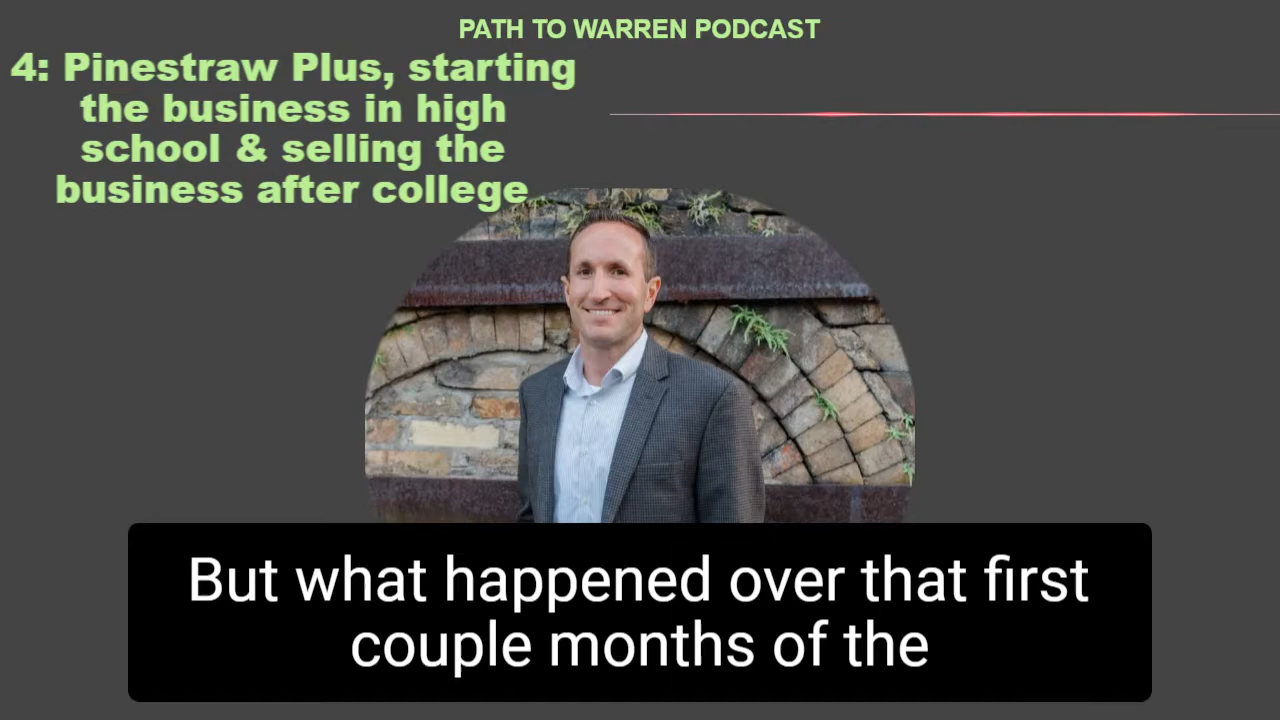 PATH TO WARREN PODCAST
4: Pinestraw Plus, starting
the business in high
school & selling the
business after college
But what happened over that first
couple months of the